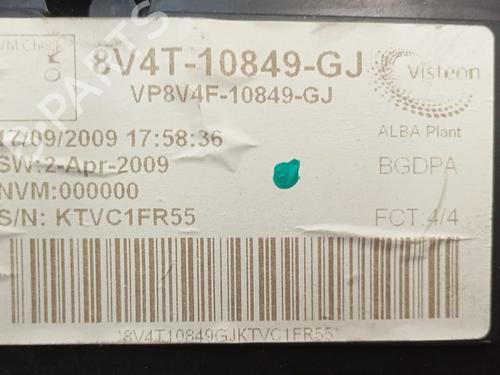 VM Check
OK
8V4T-10849-GJ
VP8V4F-10849-GJ
Visteon
17/09/2009 17:58:36
ALBA Plant
SW:2-Apr-2009
BGDPA
NVM:000000
S/N: KTVC1FR55
FCT 4/4
*8V4T10849GJKTVC1FR55*